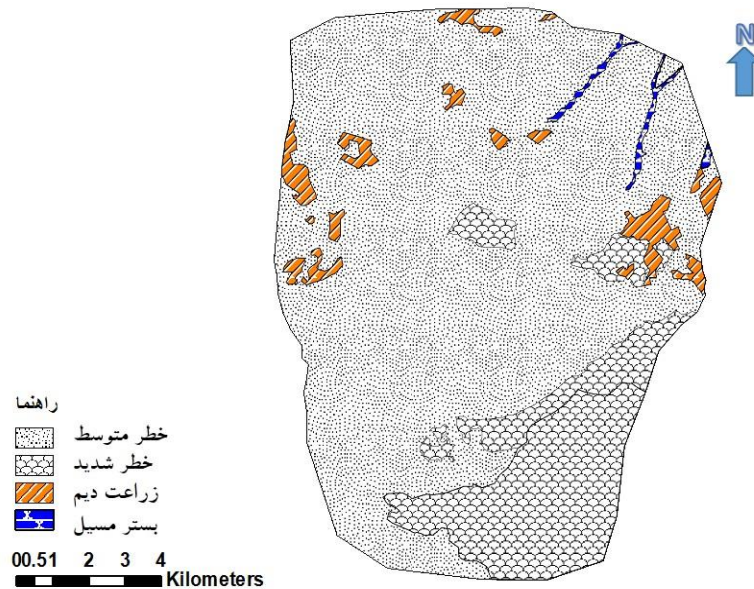 N
راهنما
خطر متوسط
خطر شدید
زراعت دیم
بستر مسیل
00.51 2 3 4
Kilometers